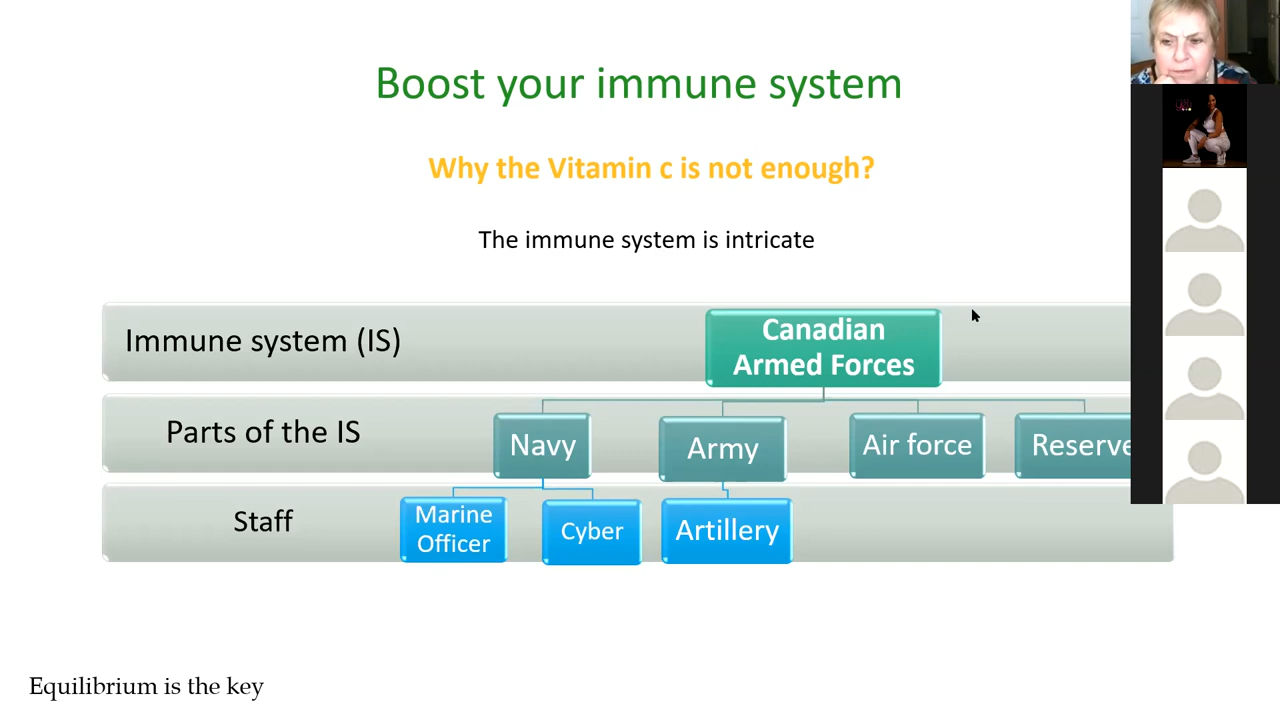 Boost your immune system
Why the Vitamin c is not enough?
The immune system is intricate
Immune system (IS)
Canadian
Armed Forces
Parts of the IS
Navy
Army
Air force
Reserve
Staff
Marine
Officer
Cyber
Artillery
Equilibrium is the key